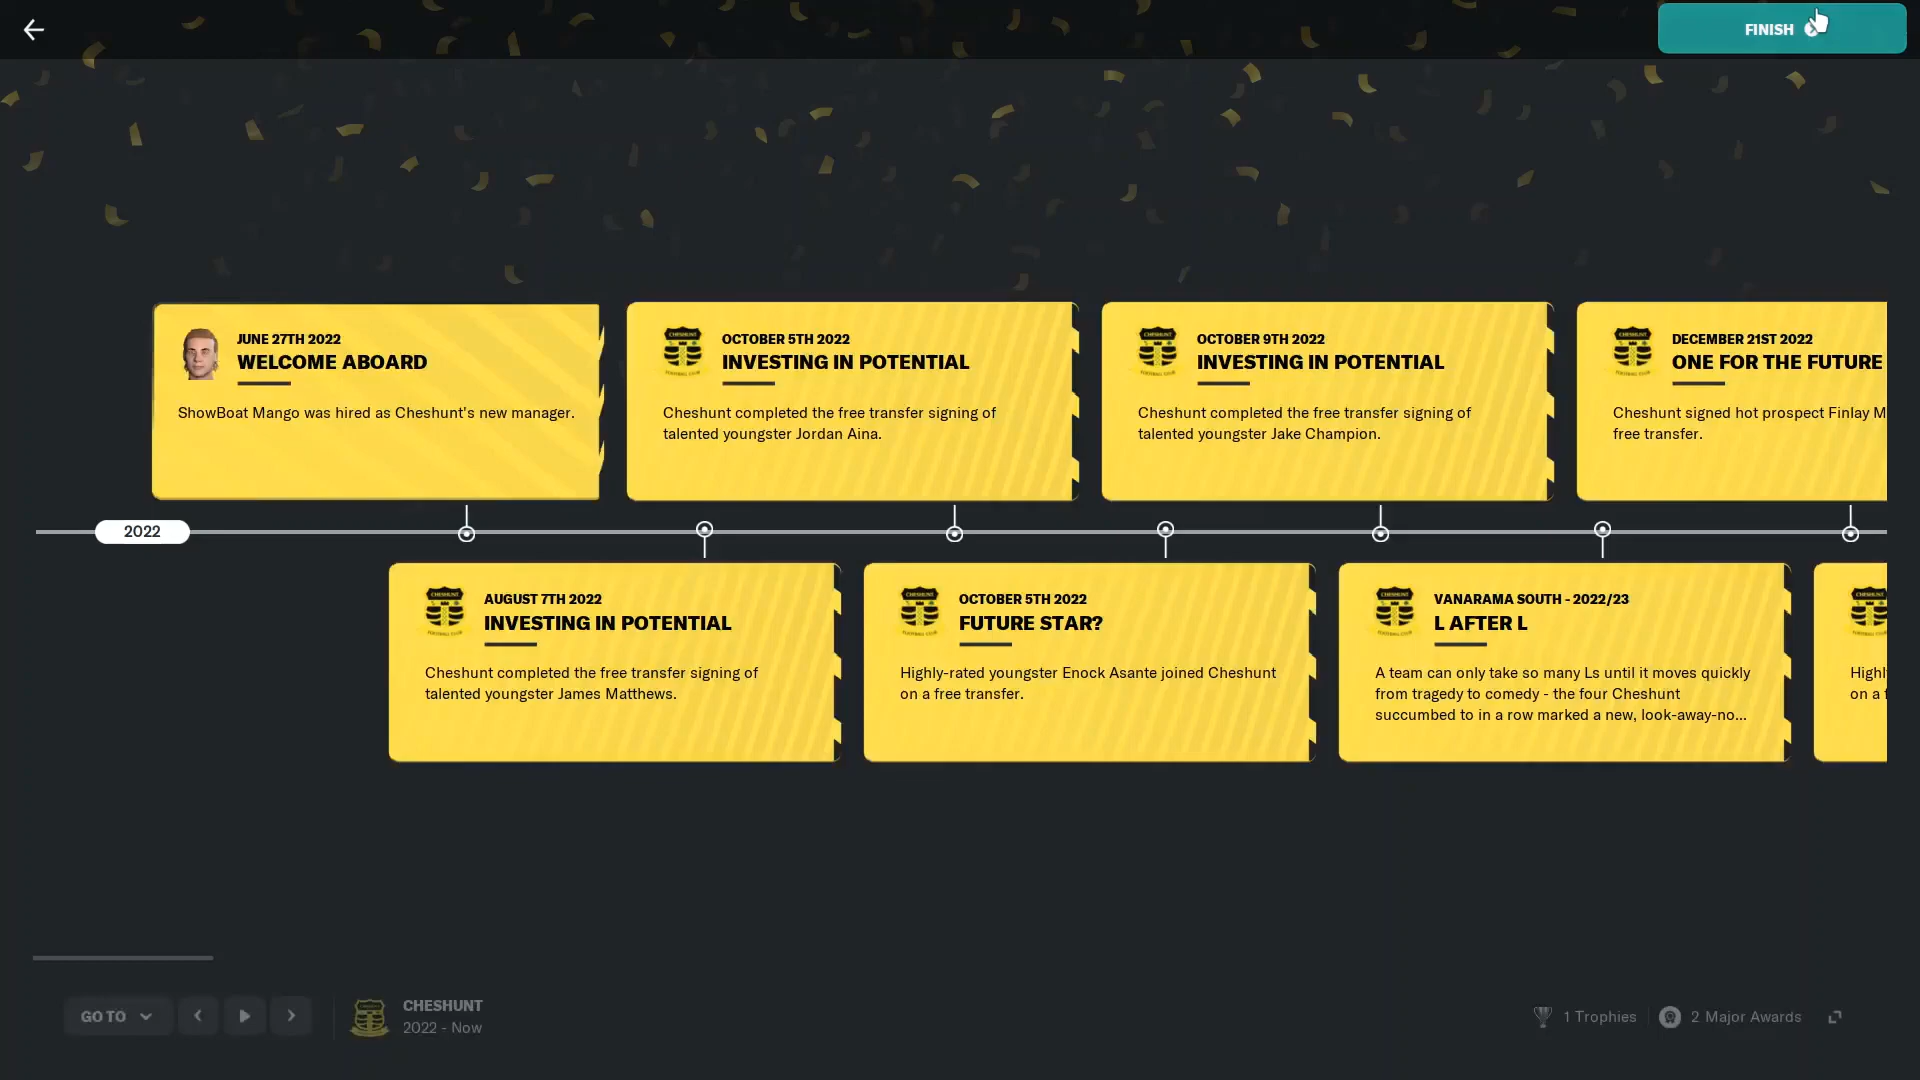 FINISH
JUNE 27TH 2022
WELCOME ABOARD
ShowBoat Mango was hired as Cheshunt's new manager.
OCTOBER 5TH 2022
INVESTING IN POTENTIAL
Cheshunt completed the free transfer signing of
talented youngster Jordan Aina.
OCTOBER 9TH 2022
INVESTING IN POTENTIAL
Cheshunt completed the free transfer signing of
talented youngster Jake Champion.
DECEMBER 21ST 2022
ONE FOR THE FUTURE
Cheshunt signed hot prospect Finlay M
free transfer.
2022
AUGUST 7TH 2022
INVESTING IN POTENTIAL
Cheshunt completed the free transfer signing of
talented youngster James Matthews.
OCTOBER 5TH 2022
FUTURE STAR?
Highly-rated youngster Enock Asante joined Cheshunt
on a free transfer.
VANARAMA SOUTH - 2022/23
L AFTER L
A team can only take so many Ls until it moves quickly
from tragedy to comedy - the four Cheshunt
succumbed to in a row marked a new, look-away-no...
Highl
on a f
GO TO
CHESHUNT
2022 - Now
1 Trophies
2 Major Awards